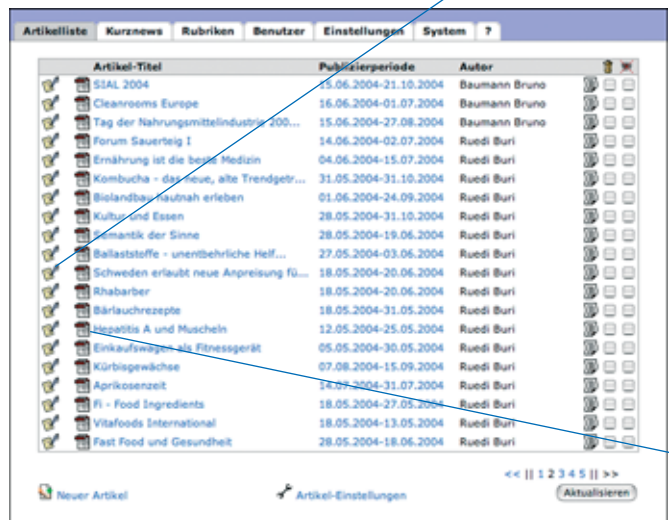 Artikelliste Kurznews Rubriken Benutzer Einstellungen System ?
Artikel-Titel Publizierperiode Autor
SIAL 2004 15.06.2004-21.10.2004 Baumann Bruno
Cleanrooms Europe 16.06.2004-01.07.2004 Baumann Bruno
Tag der Nahrungsmittelindustrie 200... 15.06.2004-27.08.2004 Baumann Bruno
Forum Sauerteig I 14.06.2004-02.07.2004 Ruedi Buri
Ernährung ist die beste Medizin 04.06.2004-15.07.2004 Ruedi Buri
Kombucha - das neue, alte Trendgetr... 31.05.2004-31.10.2004 Ruedi Buri
Biolandbau hautnah erleben 01.06.2004-24.09.2004 Ruedi Buri
Kultur und Essen 28.05.2004-31.10.2004 Ruedi Buri
Semantik der Sinne 28.05.2004-19.06.2004 Ruedi Buri
Ballaststoffe - unentbehrliche Helf... 27.05.2004-03.06.2004 Ruedi Buri
Schweden erlaubt neue Anpreisung fü... 18.05.2004-20.06.2004 Ruedi Buri
Rhabarber 18.05.2004-20.06.2004 Ruedi Buri
Bärlauchrezepte 18.05.2004-31.05.2004 Ruedi Buri
Hepatitis A und Muscheln 12.05.2004-25.05.2004 Ruedi Buri
Einkaufswagen als Fitnessgerät 05.05.2004-30.05.2004 Ruedi Buri
Kürbisgewächse 07.08.2004-15.09.2004 Ruedi Buri
Aprikosenzeit 14.07.2004-31.07.2004 Ruedi Buri
Fi - Food Ingredients 18.05.2004-27.05.2004 Ruedi Buri
Vitafoods International 18.05.2004-13.05.2004 Ruedi Buri
Fast Food und Gesundheit 28.05.2004-18.06.2004 Ruedi Buri
<< || 1 2 3 4 5 || >>
Neuer Artikel Artikel-Einstellungen Aktualisieren